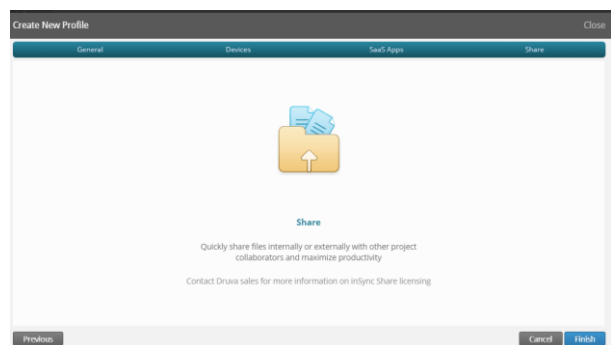 Create New Profile Close
General Devices SaaS Apps Share
Share
Quickly share files internally or externally with other project
collaborators and maximize productivity
Contact Druva sales for more information on inSync Share licensing
Previous Cancel Finish